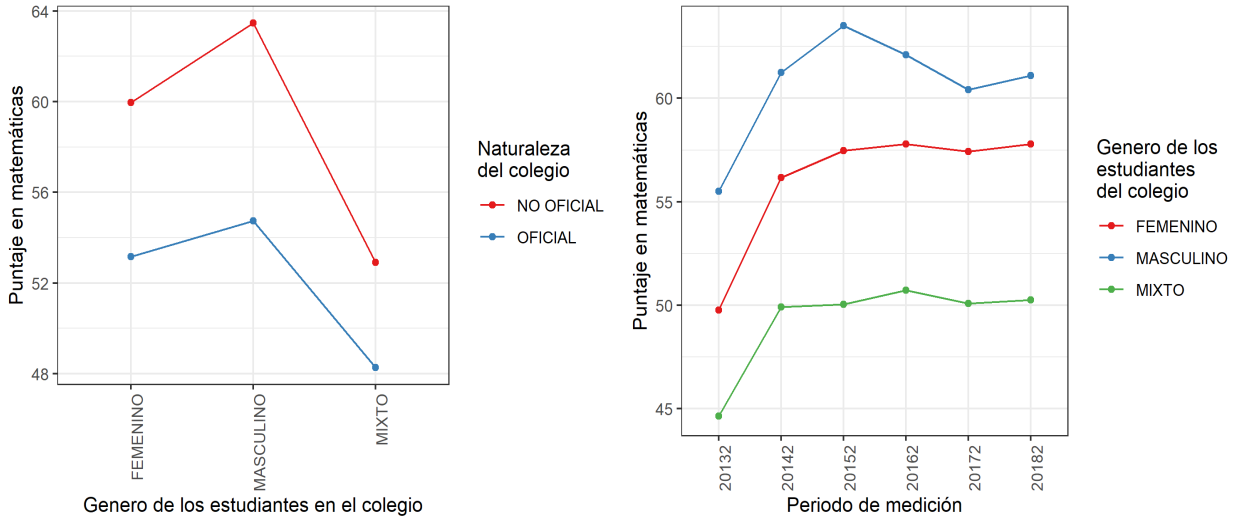 64
60
56
52
48
Puntaje en matemáticas
FEMENINO
MASCULINO
MIXTO
Genero de los estudiantes en el colegio
Naturaleza
del colegio
NO OFICIAL
OFICIAL
60
55
50
45
Puntaje en matemáticas
20132
20142
20152
20162
20172
20182
Periodo de medición
Genero de los
estudiantes
del colegio
FEMENINO
MASCULINO
MIXTO